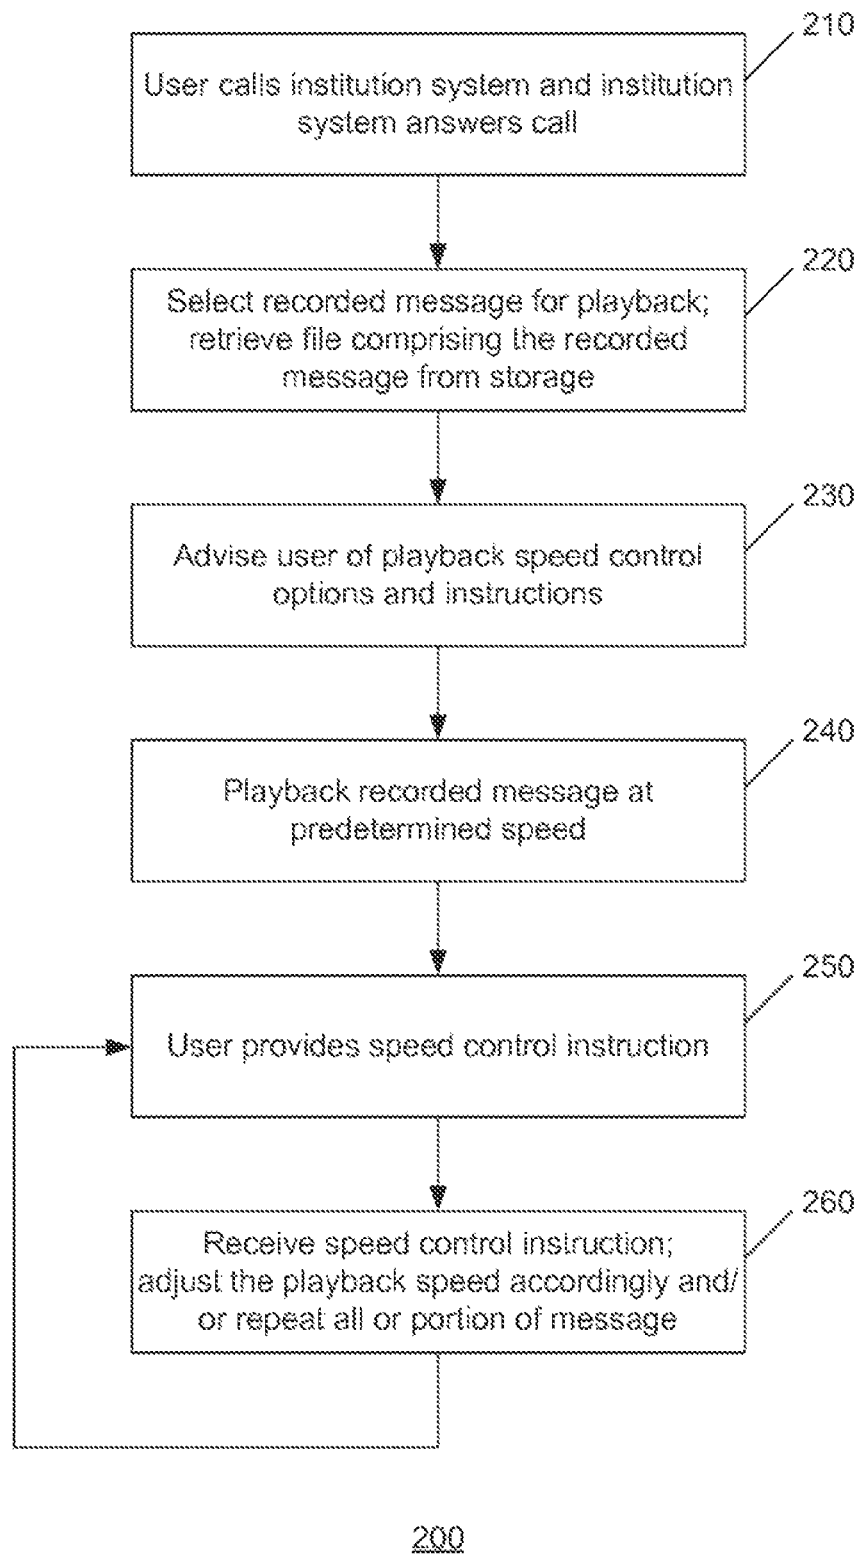 210
User calls institution system and institution
system answers call
220
Select recorded message for playback;
retrieve file comprising the recorded
message from storage
230
Advise user of playback speed control
options and instructions
240
Playback recorded message at
predetermined speed
250
User provides speed control instruction
260
Receive speed control instruction;
adjust the playback speed accordingly and/
or repeat all or portion of message
200